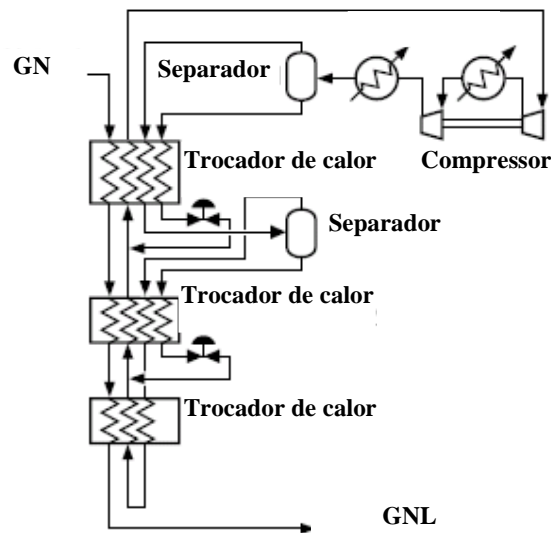 GN
Separador
Trocador de calor
Compressor
Separador
Trocador de calor
Trocador de calor
GNL